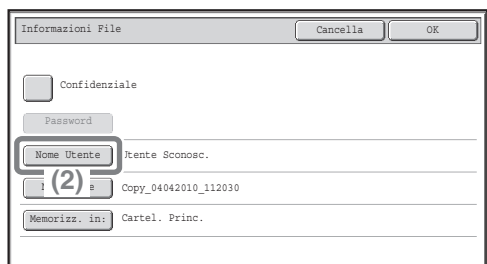 Informazioni File Cancella OK
Confidenziale
Password
Nome Utente Utente Sconosc.
(2) Copy_04042010_112030
Memorizz. in: Cartel. Princ.